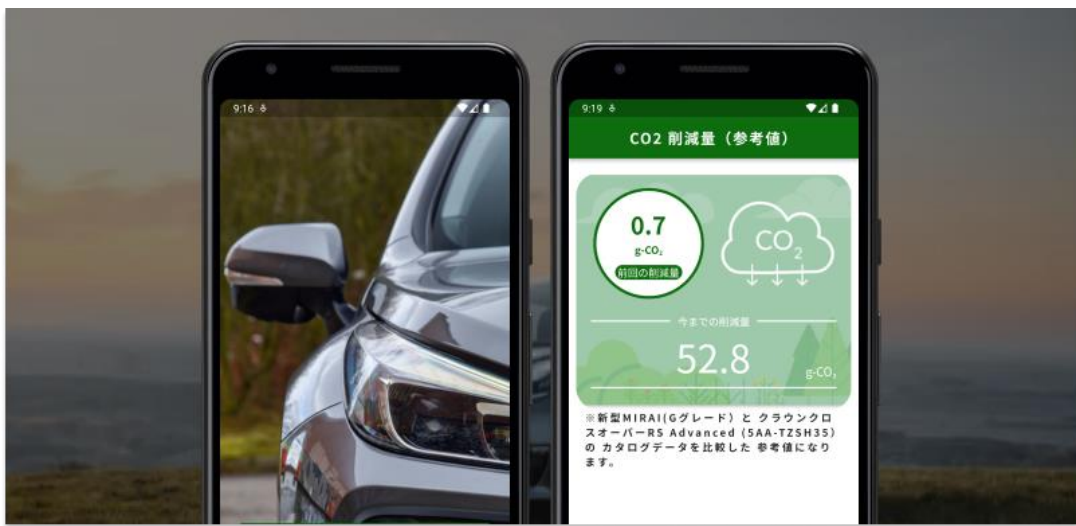 9:16
9:19
CO2 削減量（参考値）
0.7
g-CO₂
前回の削減量
CO₂
今までの削減量
52.8
g-CO₂
※新型MIRAI(Gグレード) と クラウンクロ
スオーバーRS Advanced (5AA-TZSH35)
の カタログデータを比較した 参考値になり
ます。